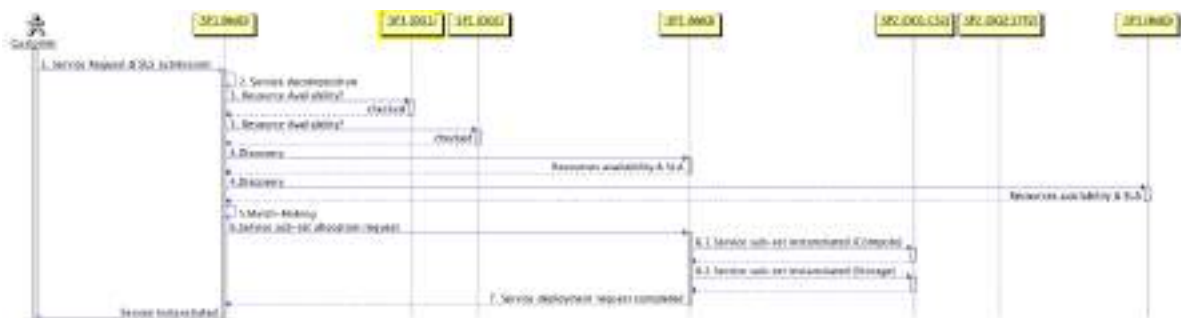 Customer
1. Service Request & SLS submission
2. Service decomposition
3. Resource Availability?
checked
3. Resource Availability?
checked
4.Discovery
Resources availability & SLA
4.Discovery
Resources availability & SLA
5.Match-Making
6.Service sub-set allocation request
6.1 Service sub-set instantiated (Compute)
6.2 Service sub-set instantiated (Storage)
7. Service deployment request completed
Service Instantiated